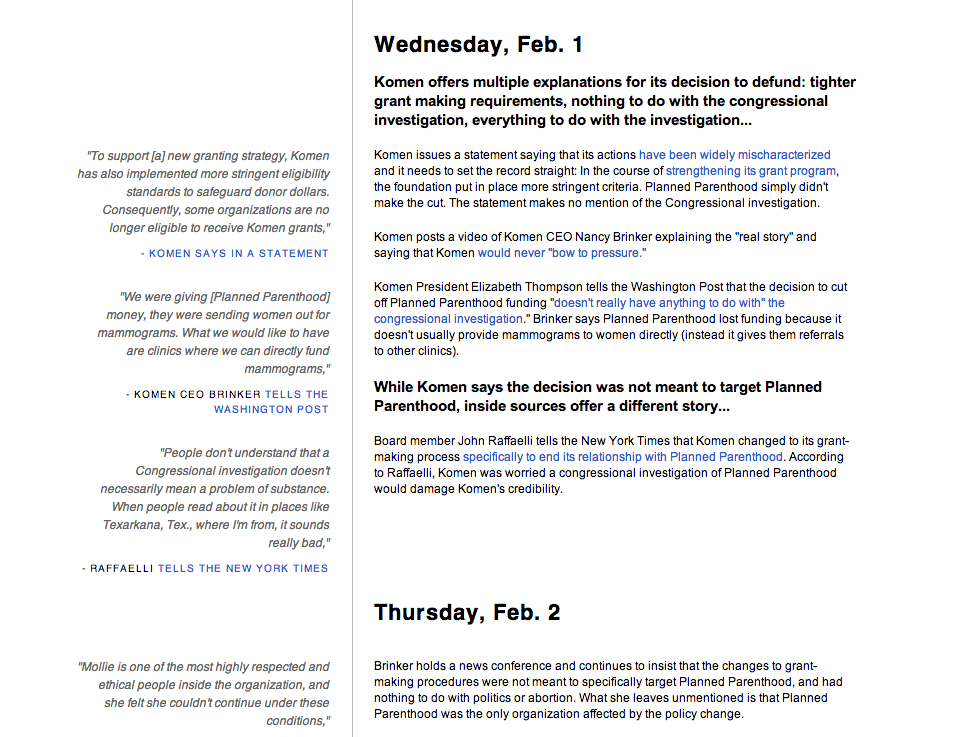 Wednesday, Feb. 1
Komen offers multiple explanations for its decision to defund: tighter
grant making requirements, nothing to do with the congressional
investigation, everything to do with the investigation...
"To support [a] new granting strategy, Komen
has also implemented more stringent eligibility
standards to safeguard donor dollars.
Consequently, some organizations are no
longer eligible to receive Komen grants,"
- KOMEN SAYS IN A STATEMENT
Komen issues a statement saying that its actions have been widely mischaracterized
and it needs to set the record straight: In the course of strengthening its grant program,
the foundation put in place more stringent criteria. Planned Parenthood simply didn't
make the cut. The statement makes no mention of the Congressional investigation.
Komen posts a video of Komen CEO Nancy Brinker explaining the "real story" and
saying that Komen would never "bow to pressure."
"We were giving [Planned Parenthood]
money, they were sending women out for
mammograms. What we would like to have
are clinics where we can directly fund
mammograms,"
- KOMEN CEO BRINKER TELLS THE
WASHINGTON POST
Komen President Elizabeth Thompson tells the Washington Post that the decision to cut
off Planned Parenthood funding "doesn't really have anything to do with" the
congressional investigation." Brinker says Planned Parenthood lost funding because it
doesn't usually provide mammograms to women directly (instead it gives them referrals
to other clinics).
While Komen says the decision was not meant to target Planned
Parenthood, inside sources offer a different story...
"People don't understand that a
Congressional investigation doesn't
necessarily mean a problem of substance.
When people read about it in places like
Texarkana, Tex., where I'm from, it sounds
really bad,"
- RAFFAELLI TELLS THE NEW YORK TIMES
Board member John Raffaelli tells the New York Times that Komen changed to its grant-
making process specifically to end its relationship with Planned Parenthood. According
to Raffaelli, Komen was worried a congressional investigation of Planned Parenthood
would damage Komen's credibility.
Thursday, Feb. 2
"Mollie is one of the most highly respected and
ethical people inside the organization, and
she felt she couldn't continue under these
conditions,"
Brinker holds a news conference and continues to insist that the changes to grant-
making procedures were not meant to specifically target Planned Parenthood, and had
nothing to do with politics or abortion. What she leaves unmentioned is that Planned
Parenthood was the only organization affected by the policy change.